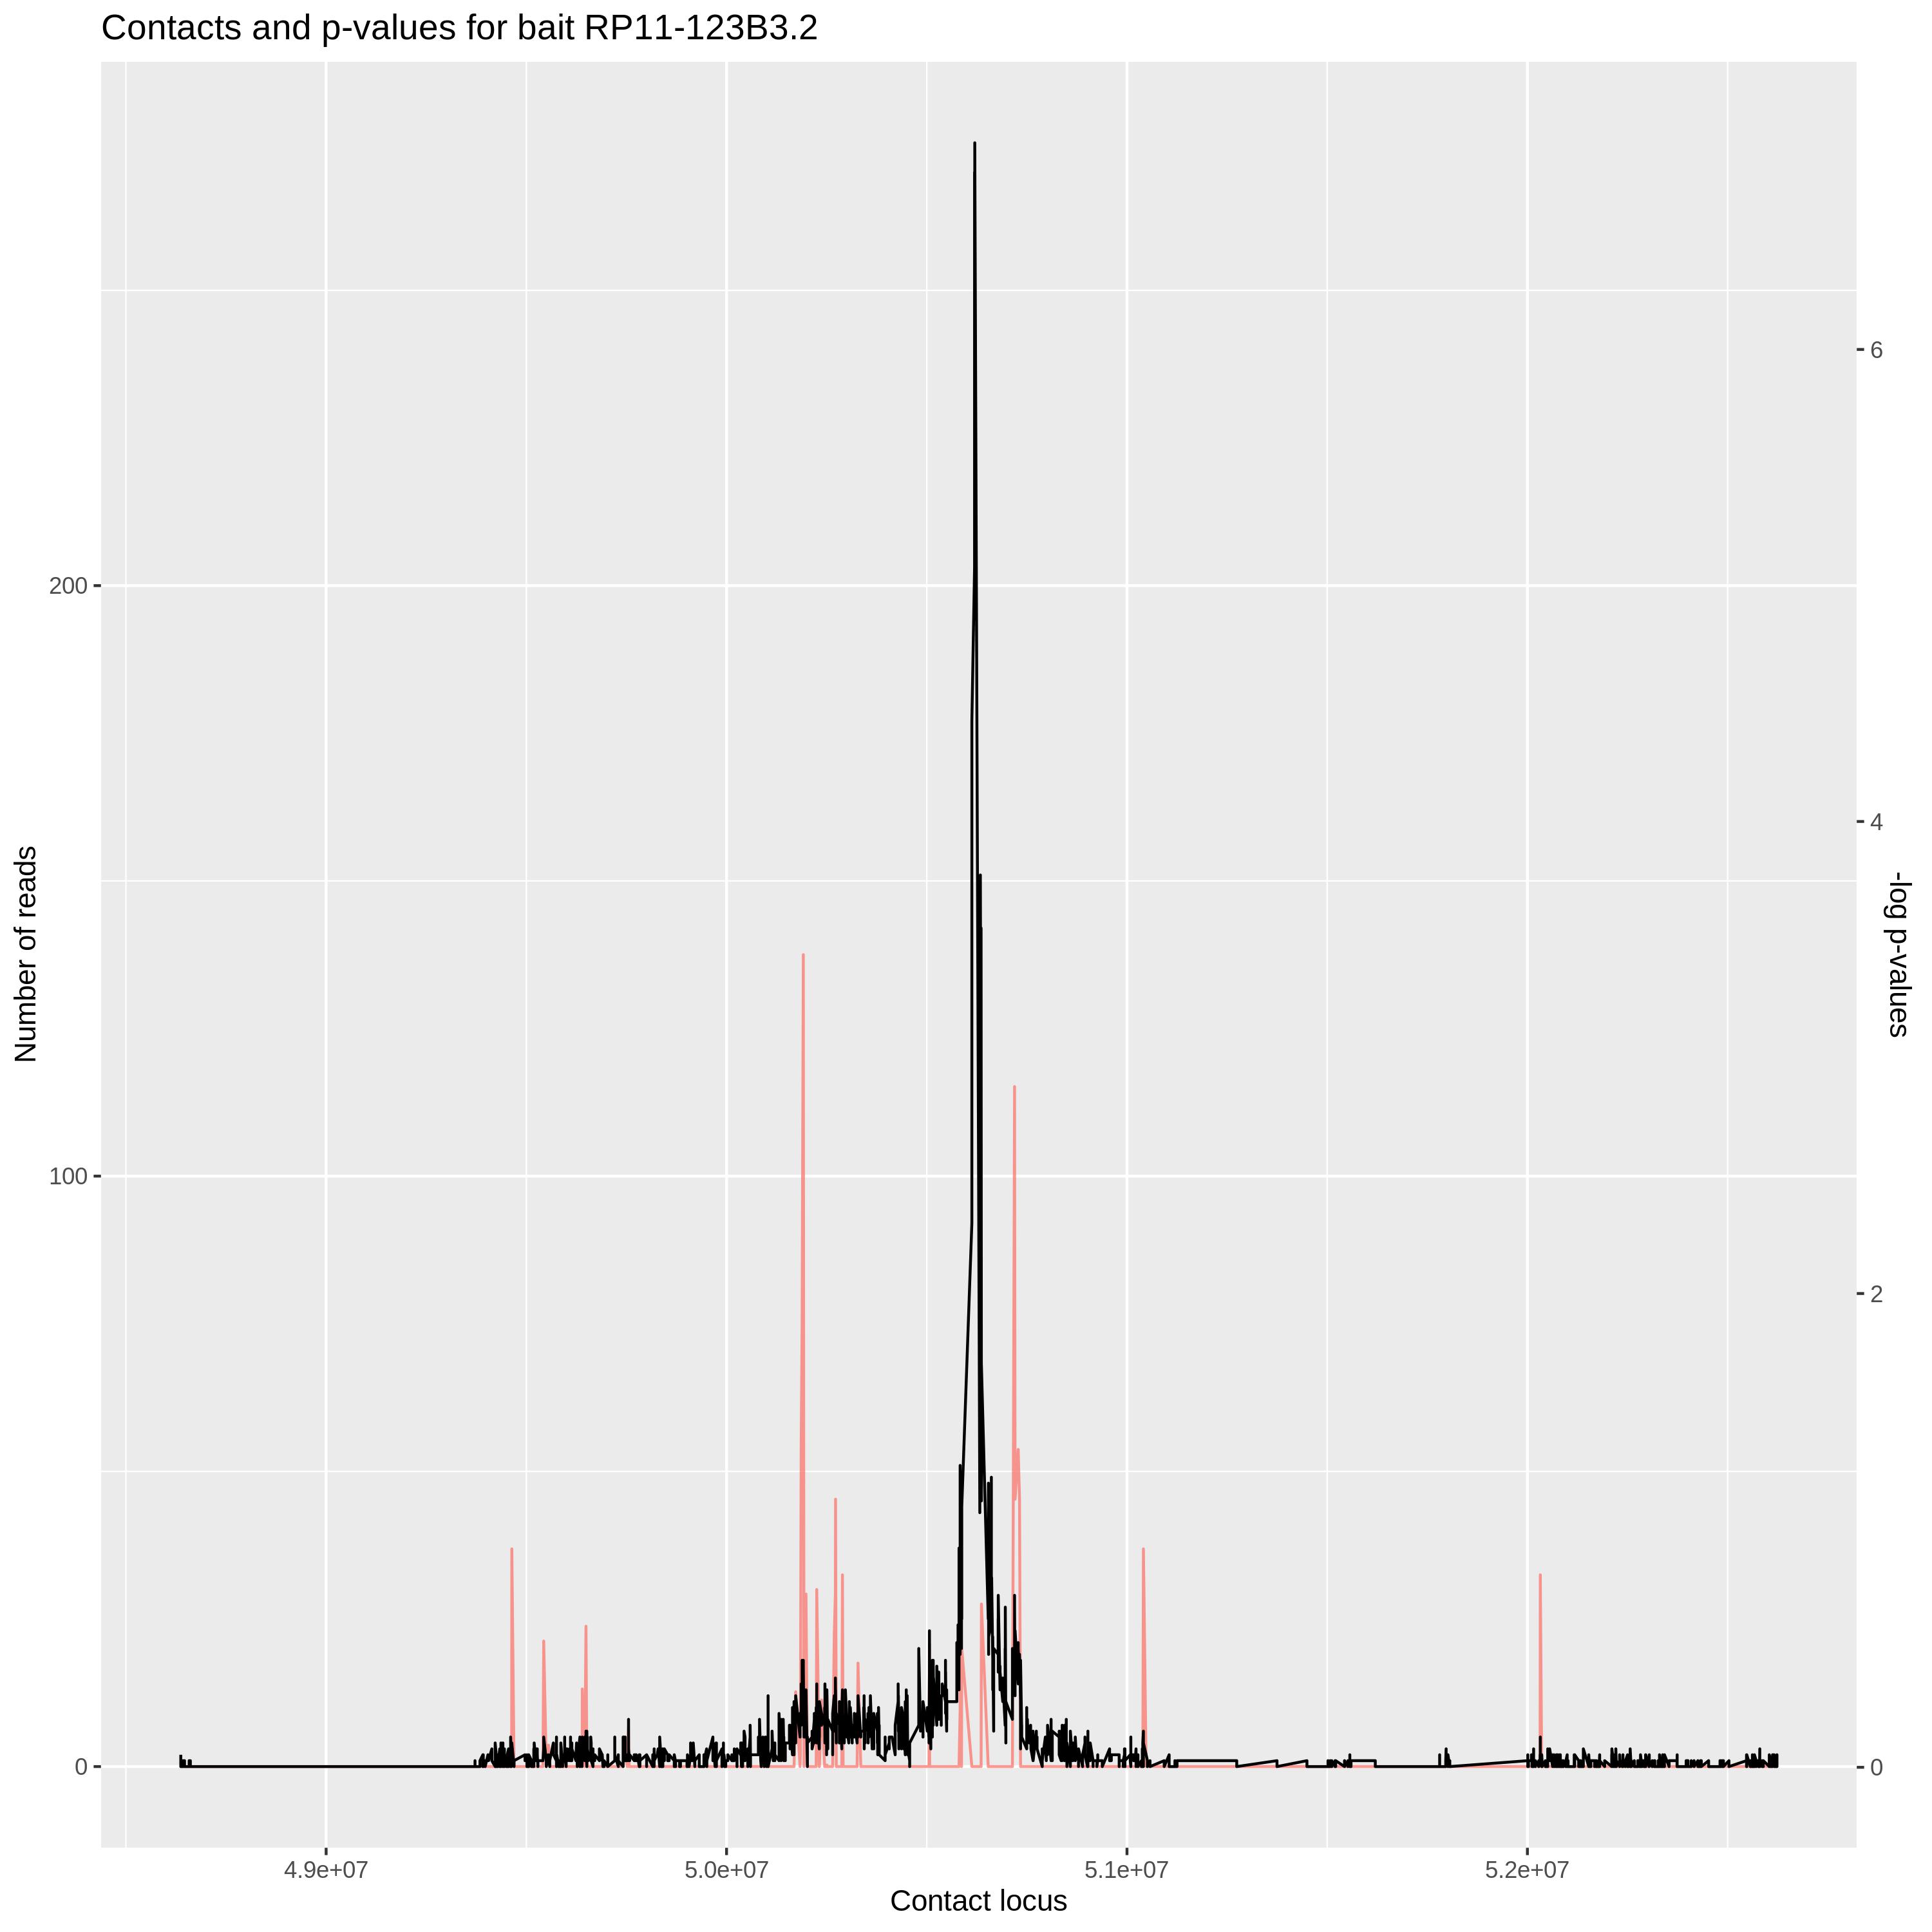 Contacts and p-values for bait RP11-123B3.2
Number of reads
200
100
0
6
4
2
0
-log p-values
4.9e+07
5.0e+07
5.1e+07
5.2e+07
Contact locus